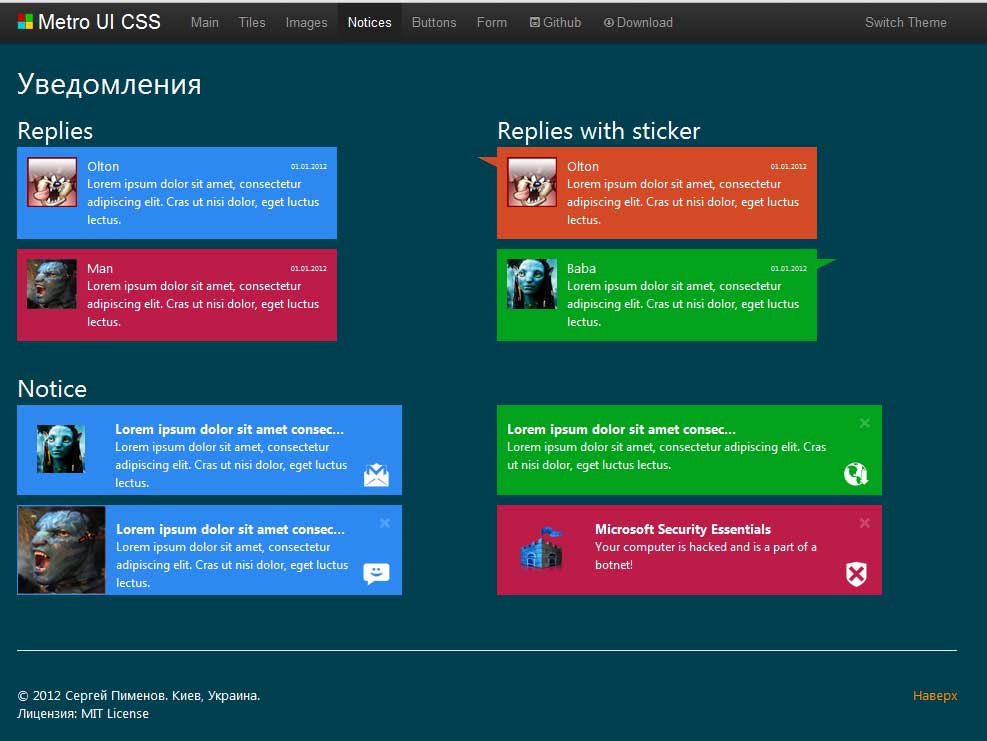 Metro UI CSS Main Tiles Images Notices Buttons Form Github Download Switch Theme
Уведомления
Replies
Olton 01.01.2012
Lorem ipsum dolor sit amet, consectetur
adipiscing elit. Cras ut nisi dolor, eget luctus
lectus.
Man 01.01.2012
Lorem ipsum dolor sit amet, consectetur
adipiscing elit. Cras ut nisi dolor, eget luctus
lectus.
Replies with sticker
Olton 01.01.2012
Lorem ipsum dolor sit amet, consectetur
adipiscing elit. Cras ut nisi dolor, eget luctus
lectus.
Baba 01.01.2012
Lorem ipsum dolor sit amet, consectetur
adipiscing elit. Cras ut nisi dolor, eget luctus
lectus.
Notice
Lorem ipsum dolor sit amet consec...
Lorem ipsum dolor sit amet, consectetur
adipiscing elit. Cras ut nisi dolor, eget luctus
lectus.
Lorem ipsum dolor sit amet consec...
Lorem ipsum dolor sit amet, consectetur adipiscing elit. Cras
ut nisi dolor, eget luctus lectus.
Lorem ipsum dolor sit amet, consec...
Lorem ipsum dolor sit amet, consectetur
adipiscing elit. Cras ut nisi dolor, eget luctus
lectus.
Microsoft Security Essentials
Your computer is hacked and is a part of a
botnet!
© 2012 Сергей Пименов. Киев, Украина.
Лицензия: MIT License
Наверх